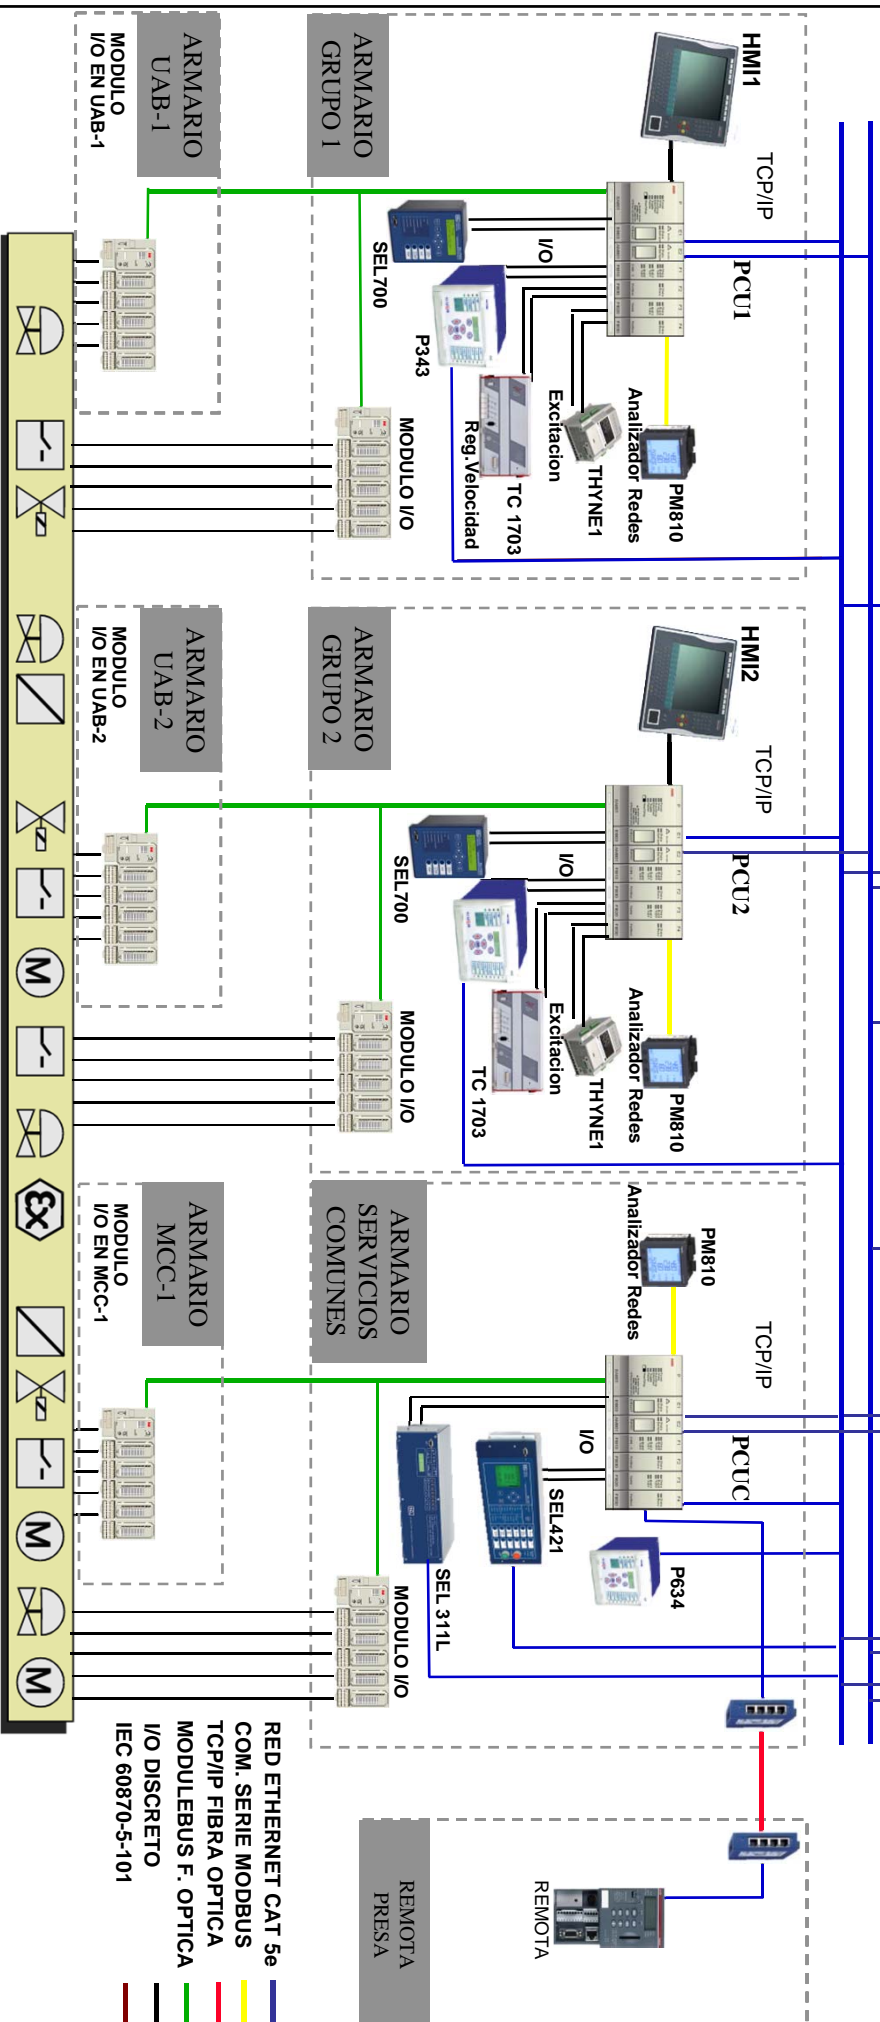 HMI1
TCP/IP
PCU1
ARMARIO
GRUPO 1
ARMARIO
UAB-1
MODULO
I/O EN UAB-1
I/O
SEL700
P343
TC 1703
Reg.Velocidad
THYNE1
Excitacion
PM810
Analizador Redes
MODULO I/O
HMI2
TCP/IP
PCU2
ARMARIO
GRUPO 2
ARMARIO
UAB-2
MODULO
I/O EN UAB-2
I/O
SEL700
TC 1703
THYNE1
Excitacion
PM810
Analizador Redes
MODULO I/O
PM810
Analizador Redes
TCP/IP
PCUC
ARMARIO
SERVICIOS
COMUNES
ARMARIO
MCC-1
MODULO
I/O EN MCC-1
I/O
SEL421
SEL 311L
P634
MODULO I/O
M
EX
M
M
REMOTA
PRESA
REMOTA
RED ETHERNET CAT 5e
COM. SERIE MODBUS
TCP/IP FIBRA OPTICA
MODULEBUS F. OPTICA
I/O DISCRETO
IEC 60870-5-101